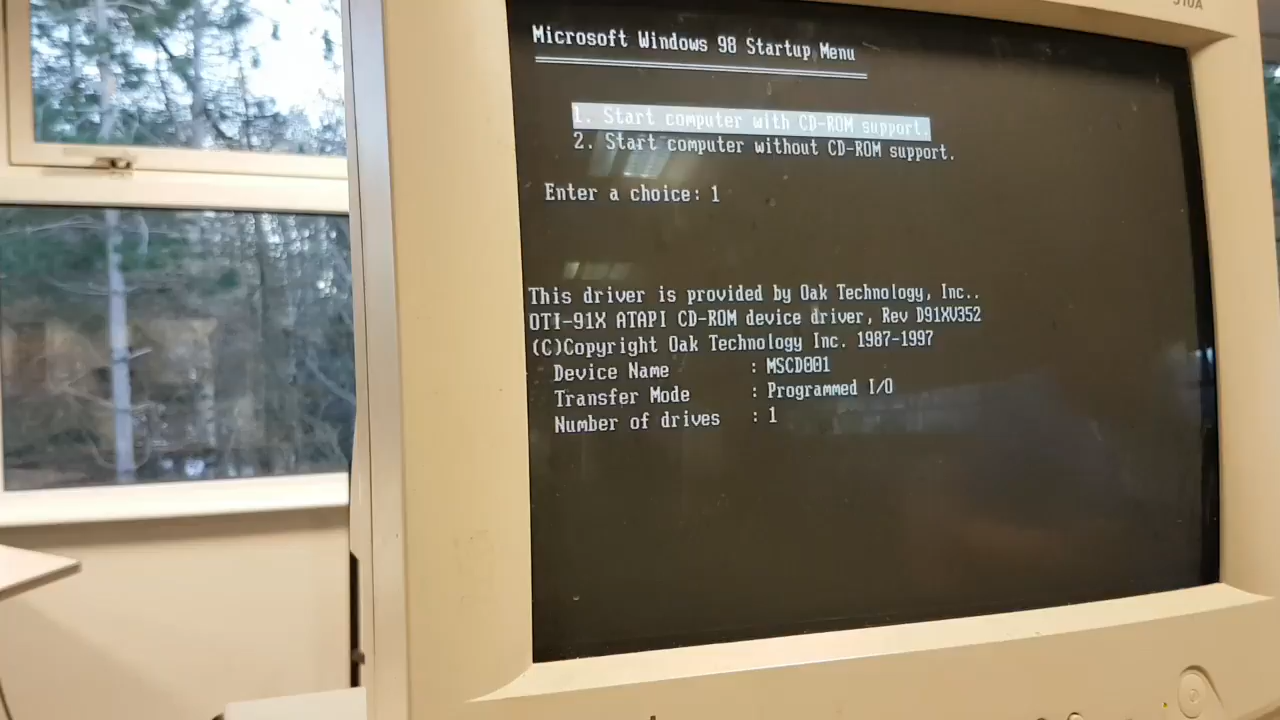 Microsoft Windows 98 Startup Menu
1. Start computer with CD-ROM support.
2. Start computer without CD-ROM support.
Enter a choice: 1
This driver is provided by Oak Technology, Inc..
OTI-91X ATAPI CD-ROM device driver, Rev D91XV352
(C)Copyright Oak Technology Inc. 1987-1997
Device Name : MSCD001
Transfer Mode : Programmed I/O
Number of drives : 1